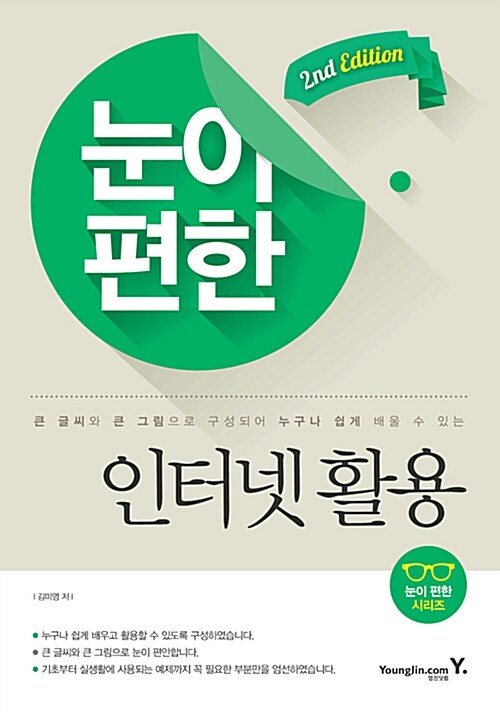 2nd Edition
눈이
편한
큰 글씨와 큰 그림으로 구성되어 누구나 쉽게 배울 수 있는
인터넷 활용
| 김미영 저 |
눈이 편한
시리즈
● 누구나 쉽게 배우고 활용할 수 있도록 구성하였습니다.
● 큰 글씨와 큰 그림으로 눈이 편안합니다.
● 기초부터 실생활에 사용되는 예제까지 꼭 필요한 부분만을 엄선하였습니다.
YoungJin.com Y.
영진닷컴